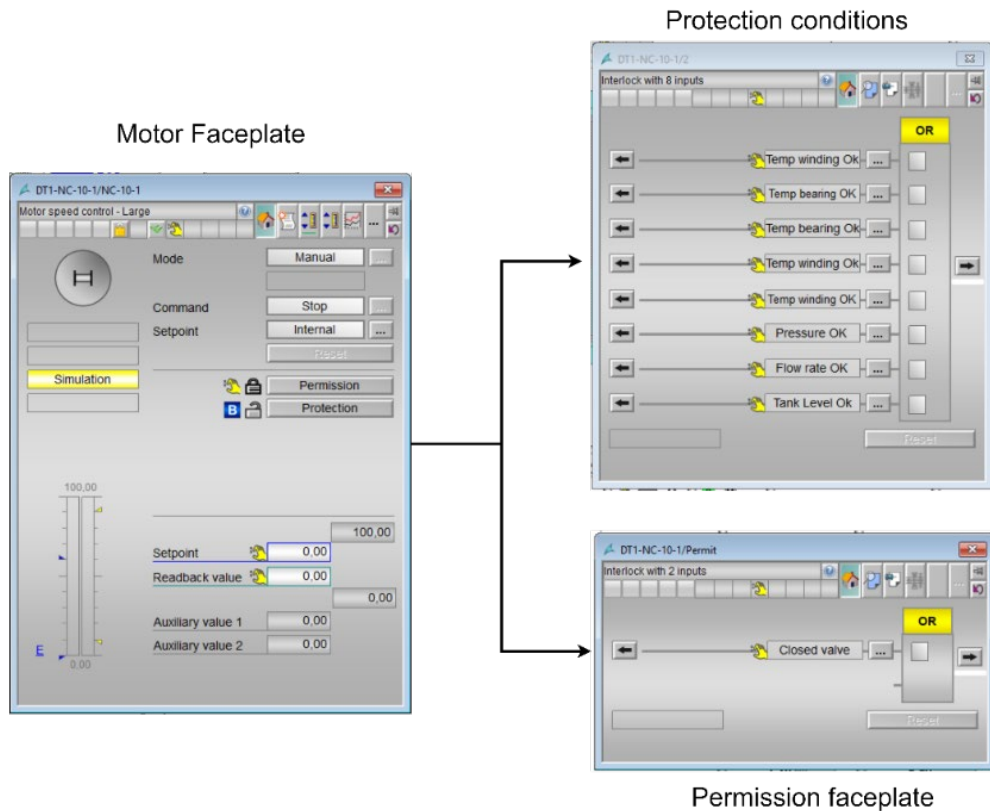 Protection conditions
DT1-NC-10-1/2
Interlock with 8 inputs
...
OR
Temp winding Ok ...
Temp bearing OK ...
Temp bearing Ok ...
Temp winding Ok ...
Temp winding OK ...
Pressure OK ...
Flow rate OK ...
Tank Level Ok ...
Reset
Motor Faceplate
DT1-NC-10-1/NC-10-1
Motor speed control - Large
...
Mode Manual ...
Command Stop ...
Setpoint Internal ...
Reset
Simulation
Permission
B Protection
100,00
100,00
Setpoint 0,00
Readback value 0,00
0,00
Auxiliary value 1 0,00
Auxiliary value 2 0,00
E
0,00
DT1-NC-10-1/Permit
Interlock with 2 inputs
...
OR
Closed valve ...
Reset
Permission faceplate